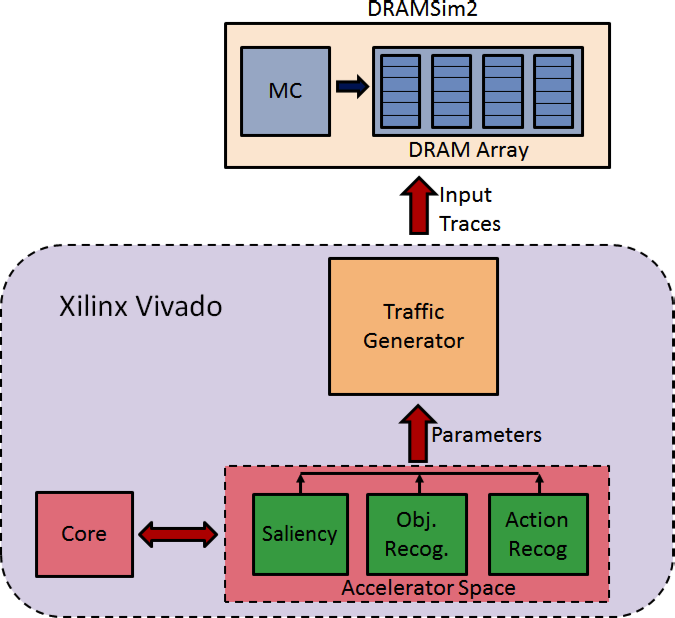 DRAMSim2
MC
DRAM Array
Input
Traces
Xilinx Vivado
Traffic
Generator
Parameters
Core
Saliency
Obj.
Recog.
Action
Recog
Accelerator Space